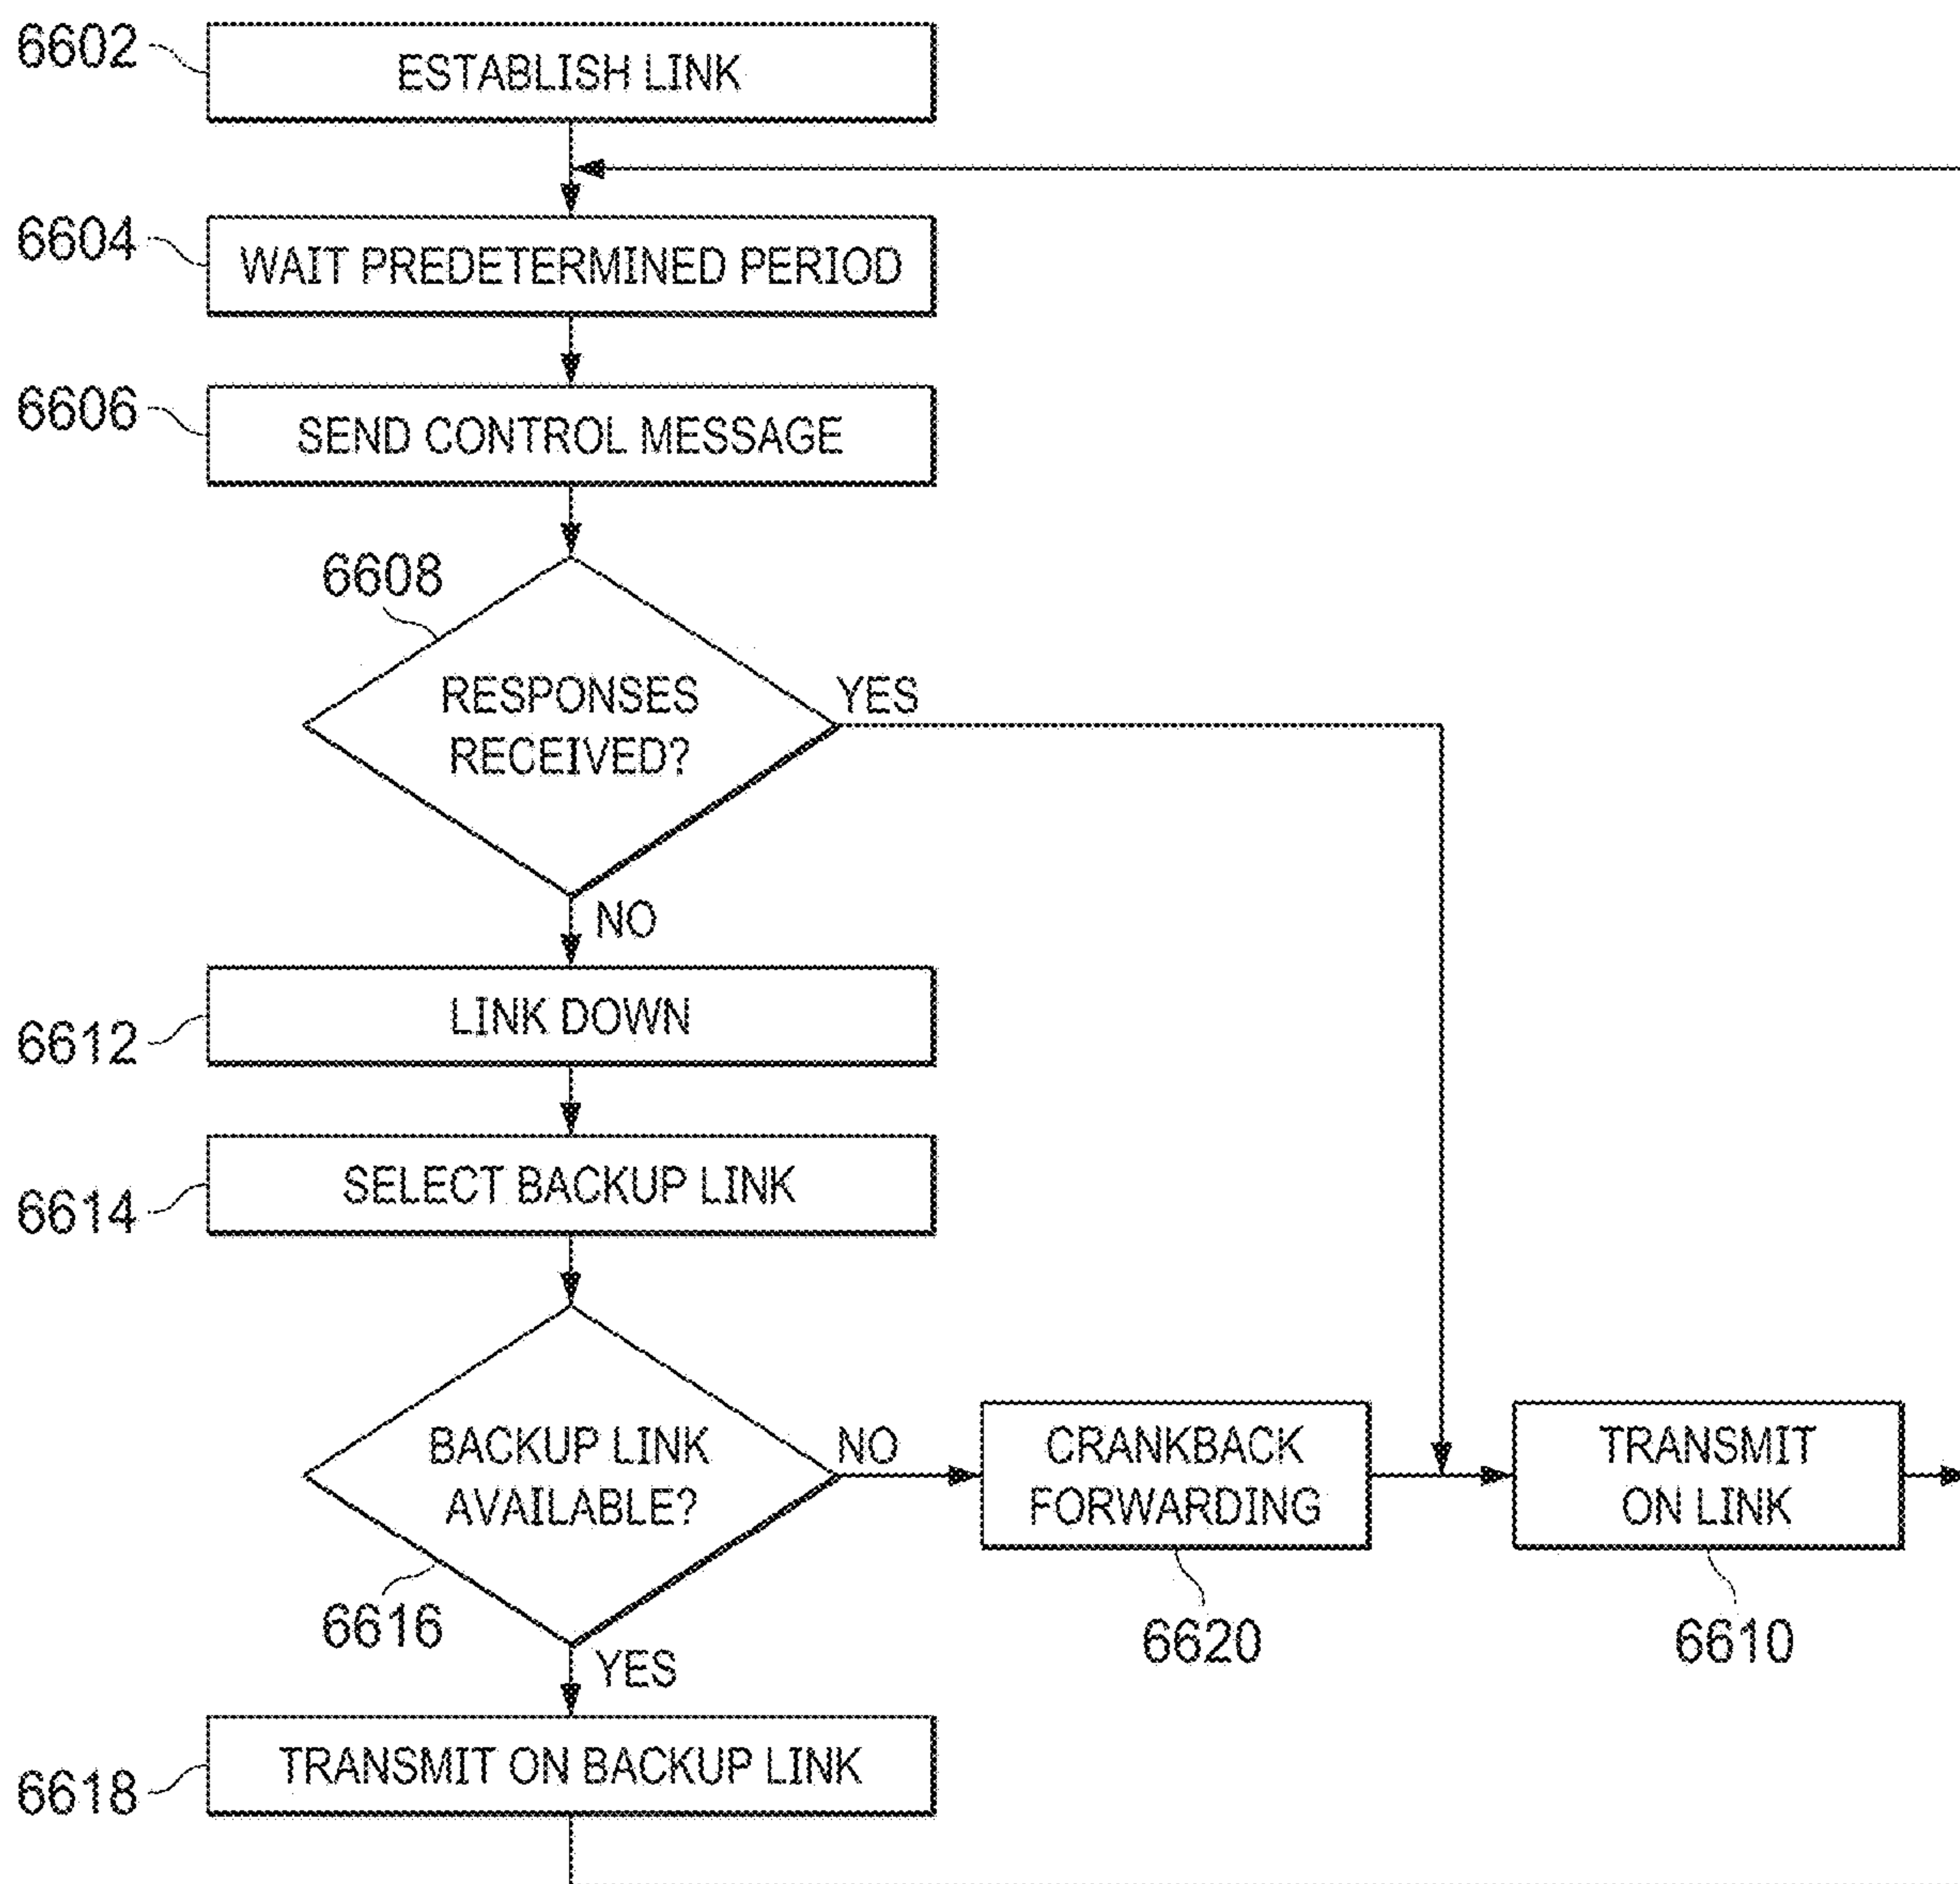 6602
ESTABLISH LINK
6604
WAIT PREDETERMINED PERIOD
6606
SEND CONTROL MESSAGE
6608
RESPONSES
RECEIVED?
YES
NO
6612
LINK DOWN
6614
SELECT BACKUP LINK
BACKUP LINK
AVAILABLE?
NO
CRANKBACK
FORWARDING
TRANSMIT
ON LINK
6616
6620
6610
YES
6618
TRANSMIT ON BACKUP LINK